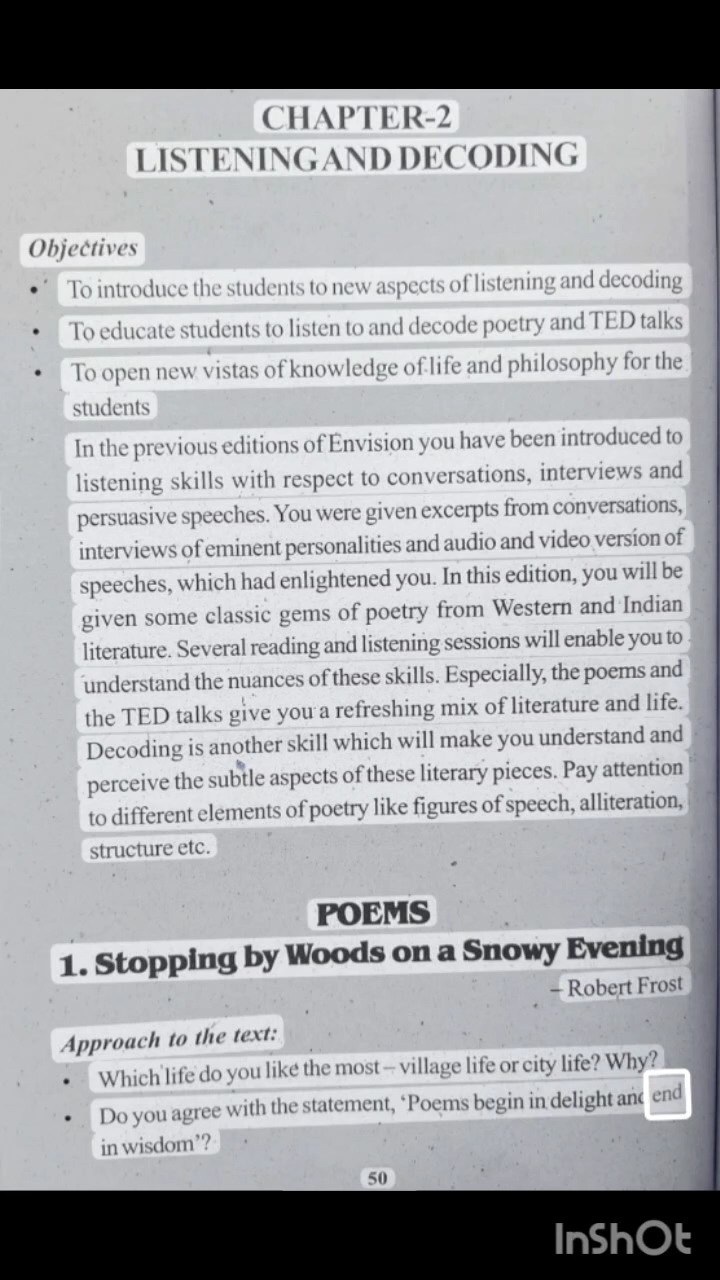 CHAPTER-2
LISTENING AND DECODING
Objectives
• To introduce the students to new aspects of listening and decoding
• To educate students to listen to and decode poetry and TED talks
• To open new vistas of knowledge of life and philosophy for the
students
In the previous editions of Envision you have been introduced to
listening skills with respect to conversations, interviews and
persuasive speeches. You were given excerpts from conversations,
interviews of eminent personalities and audio and video version of
speeches, which had enlightened you. In this edition, you will be
given some classic gems of poetry from Western and Indian
literature. Several reading and listening sessions will enable you to
understand the nuances of these skills. Especially, the poems and
the TED talks give you a refreshing mix of literature and life.
Decoding is another skill which will make you understand and
perceive the subtle aspects of these literary pieces. Pay attention
to different elements of poetry like figures of speech, alliteration,
structure etc.
POEMS
1. Stopping by Woods on a Snowy Evening
– Robert Frost
Approach to the text:
• Which life do you like the most – village life or city life? Why?
• Do you agree with the statement, ‘Poems begin in delight and end
in wisdom’?
50
InShOt